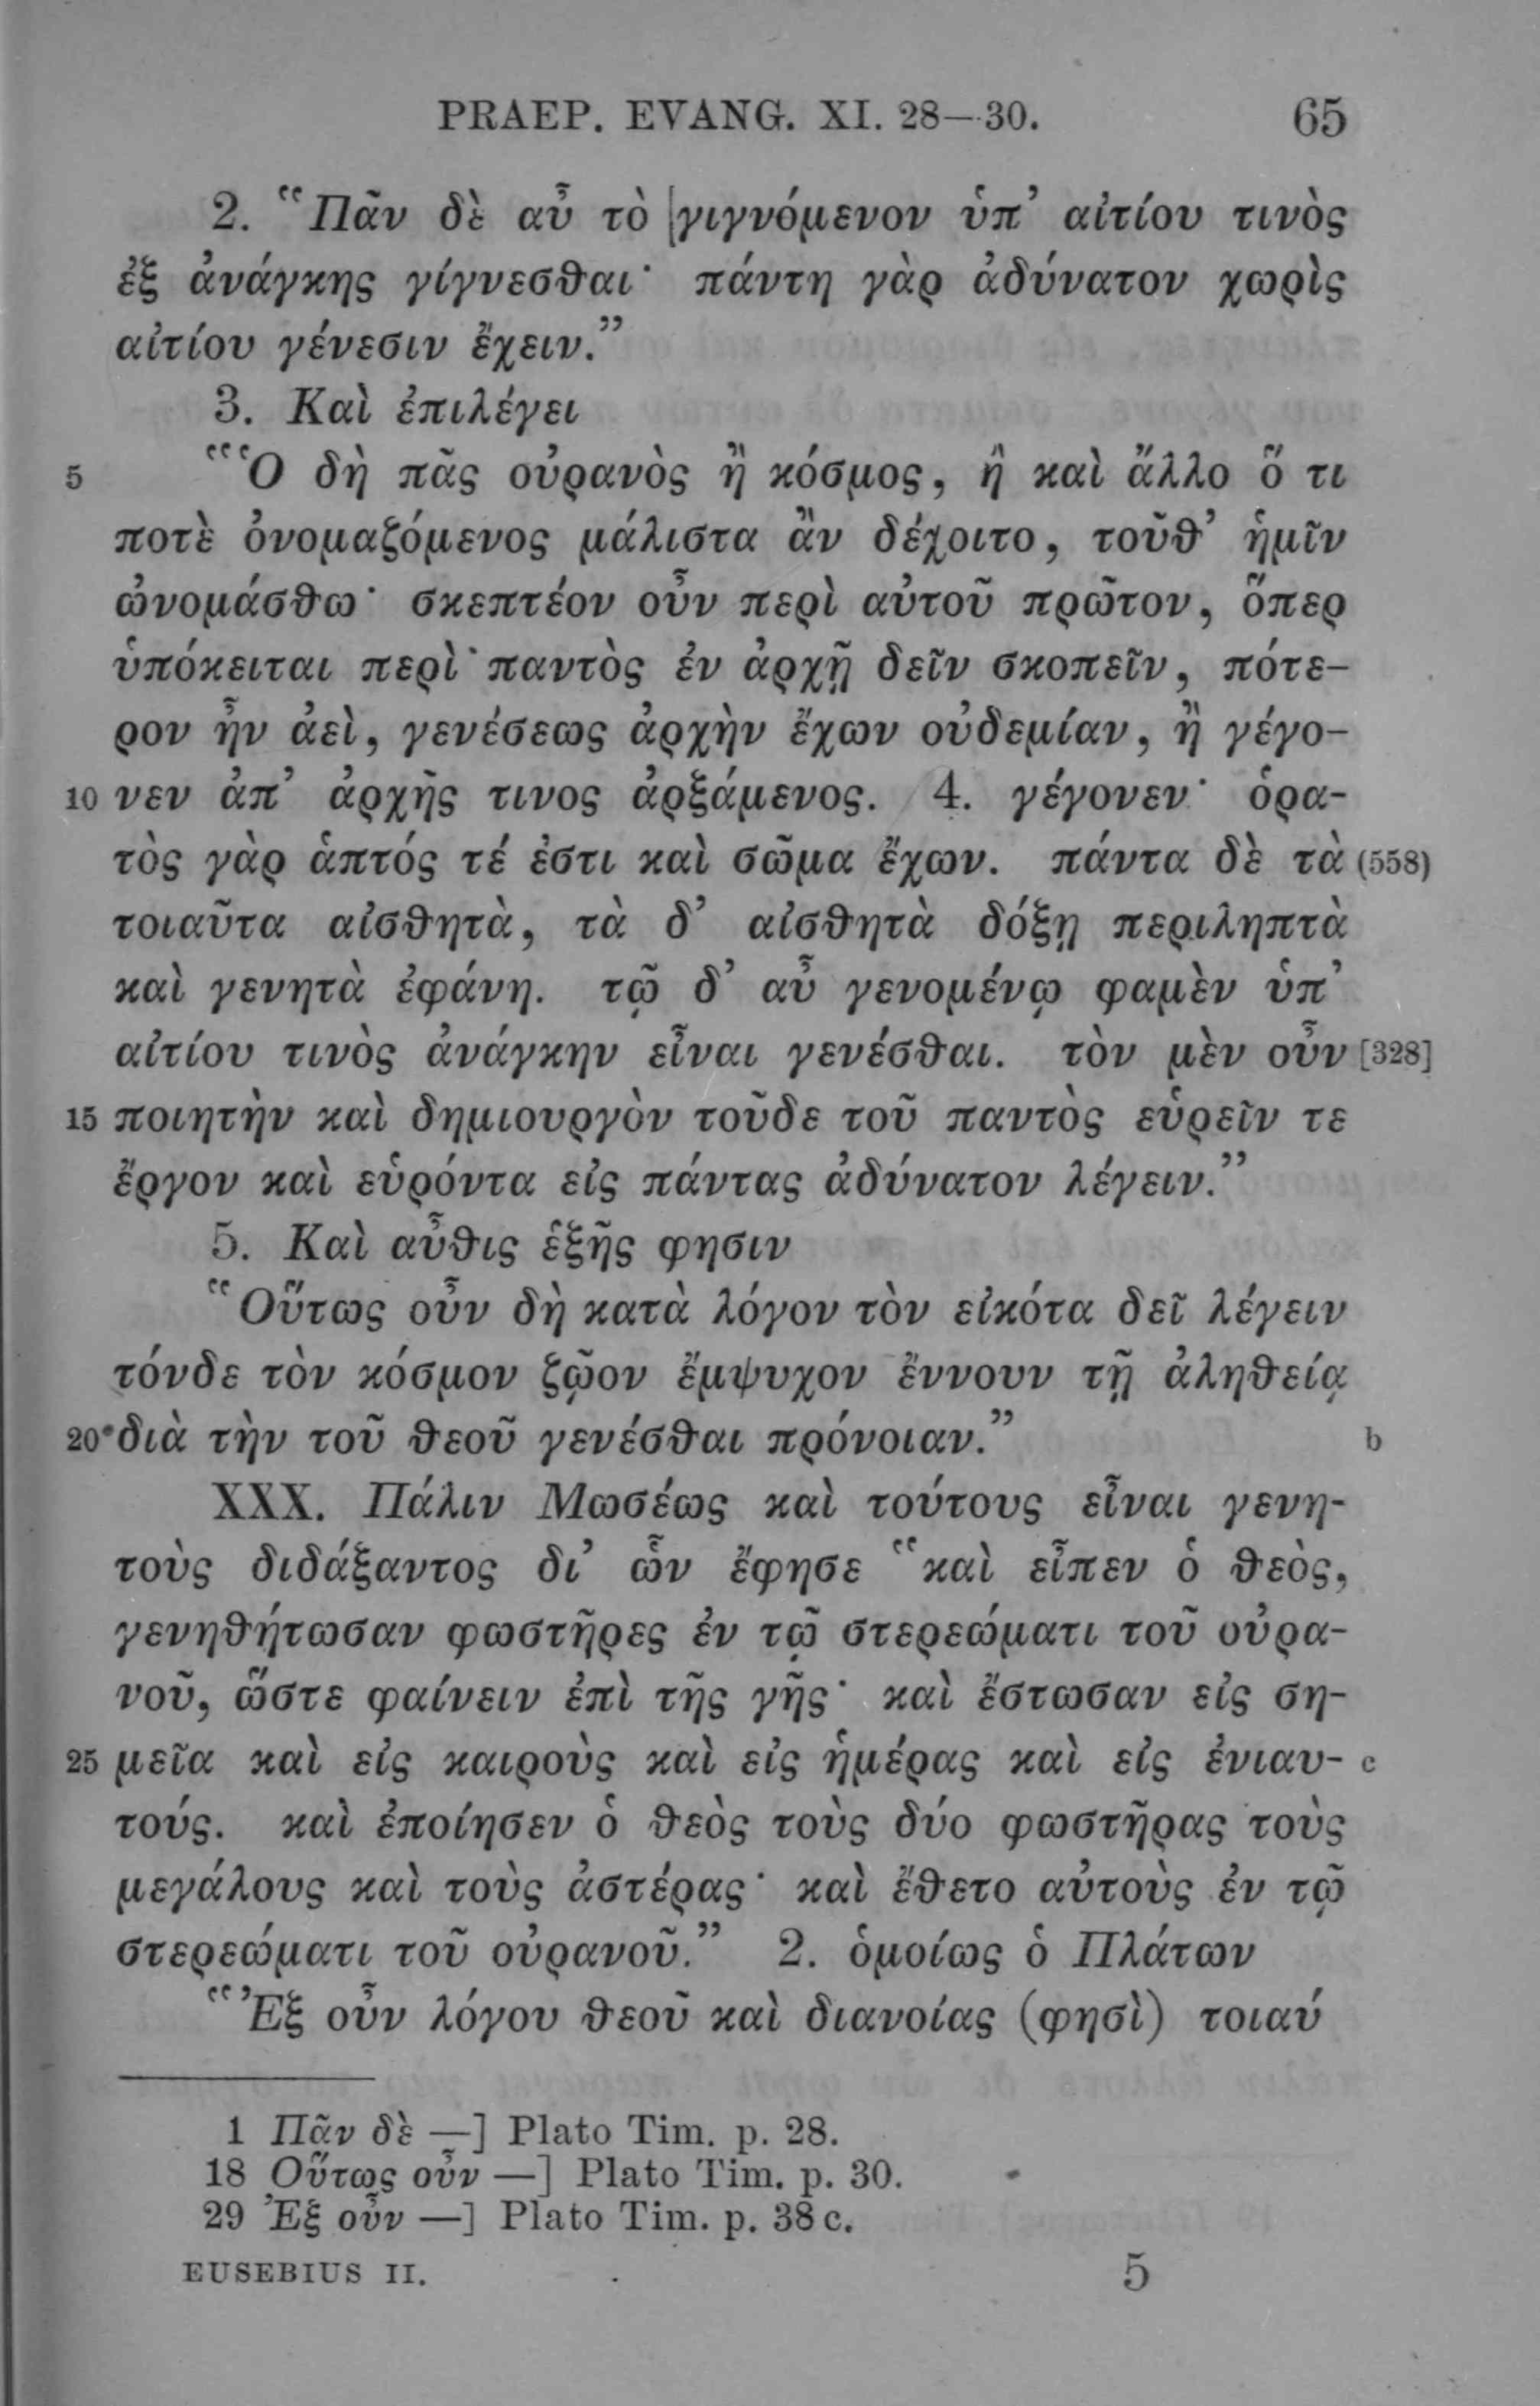 PRAEP. EVANG. XI. 28—30. 65
2. “Πᾶν δὲ αὖ τὸ γιγνόμενον ὑπ’ αἰτίου τινὸς
ἐξ ἀνάγκης γίγνεσθαι· πάντη γὰρ ἀδύνατον χωρὶς
αἰτίου γένεσιν ἔχειν.”
3. Καὶ ἐπιλέγει
5 “Ὁ δὴ πᾶς οὐρανὸς ἢ κόσμος, ἢ καὶ ἄλλο ὅ τι
ποτὲ ὀνομαζόμενος μάλιστα ἂν δέχοιτο, τοῦθ’ ἡμῖν
ὠνομάσθω· σκεπτέον οὖν περὶ αὐτοῦ πρῶτον, ὅπερ
ὑπόκειται περὶ παντὸς ἐν ἀρχῇ δεῖν σκοπεῖν, πότε-
ρον ἦν ἀεὶ, γενέσεως ἀρχὴν ἔχων οὐδεμίαν, ἢ γέγο-
10 νεν ἀπ’ ἀρχῆς τινος ἀρξάμενος. 4. γέγονεν· ὁρα-
τὸς γὰρ ἁπτός τέ ἐστι καὶ σῶμα ἔχων. πάντα δὲ τὰ (558)
τοιαῦτα αἰσθητὰ, τὰ δ’ αἰσθητὰ δόξῃ περιληπτὰ
καὶ γενητὰ ἐφάνη. τῷ δ’ αὖ γενομένῳ φαμὲν ὑπ’
αἰτίου τινὸς ἀνάγκην εἶναι γενέσθαι. τὸν μὲν οὖν [328]
15 ποιητὴν καὶ δημιουργὸν τοῦδε τοῦ παντὸς εὑρεῖν τε
ἔργον καὶ εὑρόντα εἰς πάντας ἀδύνατον λέγειν.”
5. Καὶ αὖθις ἑξῆς φησιν
“Οὕτως οὖν δὴ κατὰ λόγον τὸν εἰκότα δεῖ λέγειν
τόνδε τὸν κόσμον ζῷον ἔμψυχον ἔννουν τῇ ἀληθείᾳ
20 διὰ τὴν τοῦ θεοῦ γενέσθαι πρόνοιαν.” b
XXX. Πάλιν Μωσέως καὶ τούτους εἶναι γενη-
τοὺς διδάξαντος δι’ ὧν ἔφησε “καὶ εἶπεν ὁ θεὸς,
γενηθήτωσαν φωστῆρες ἐν τῷ στερεώματι τοῦ οὐρα-
νοῦ, ὥστε φαίνειν ἐπὶ τῆς γῆς· καὶ ἔστωσαν εἰς ση-
25 μεῖα καὶ εἰς καιροὺς καὶ εἰς ἡμέρας καὶ εἰς ἐνιαυ- c
τούς. καὶ ἐποίησεν ὁ θεὸς τοὺς δύο φωστῆρας τοὺς
μεγάλους καὶ τοὺς ἀστέρας· καὶ ἔθετο αὐτοὺς ἐν τῷ
στερεώματι τοῦ οὐρανοῦ.” 2. ὁμοίως ὁ Πλάτων
“Ἐξ οὖν λόγου θεοῦ καὶ διανοίας (φησὶ) τοιαύ
1 Πᾶν δὲ —] Plato Tim. p. 28.
18 Οὕτως οὖν —] Plato Tim. p. 30.
29 Ἐξ οὖν —] Plato Tim. p. 38 c.
EUSEBIUS II. 5